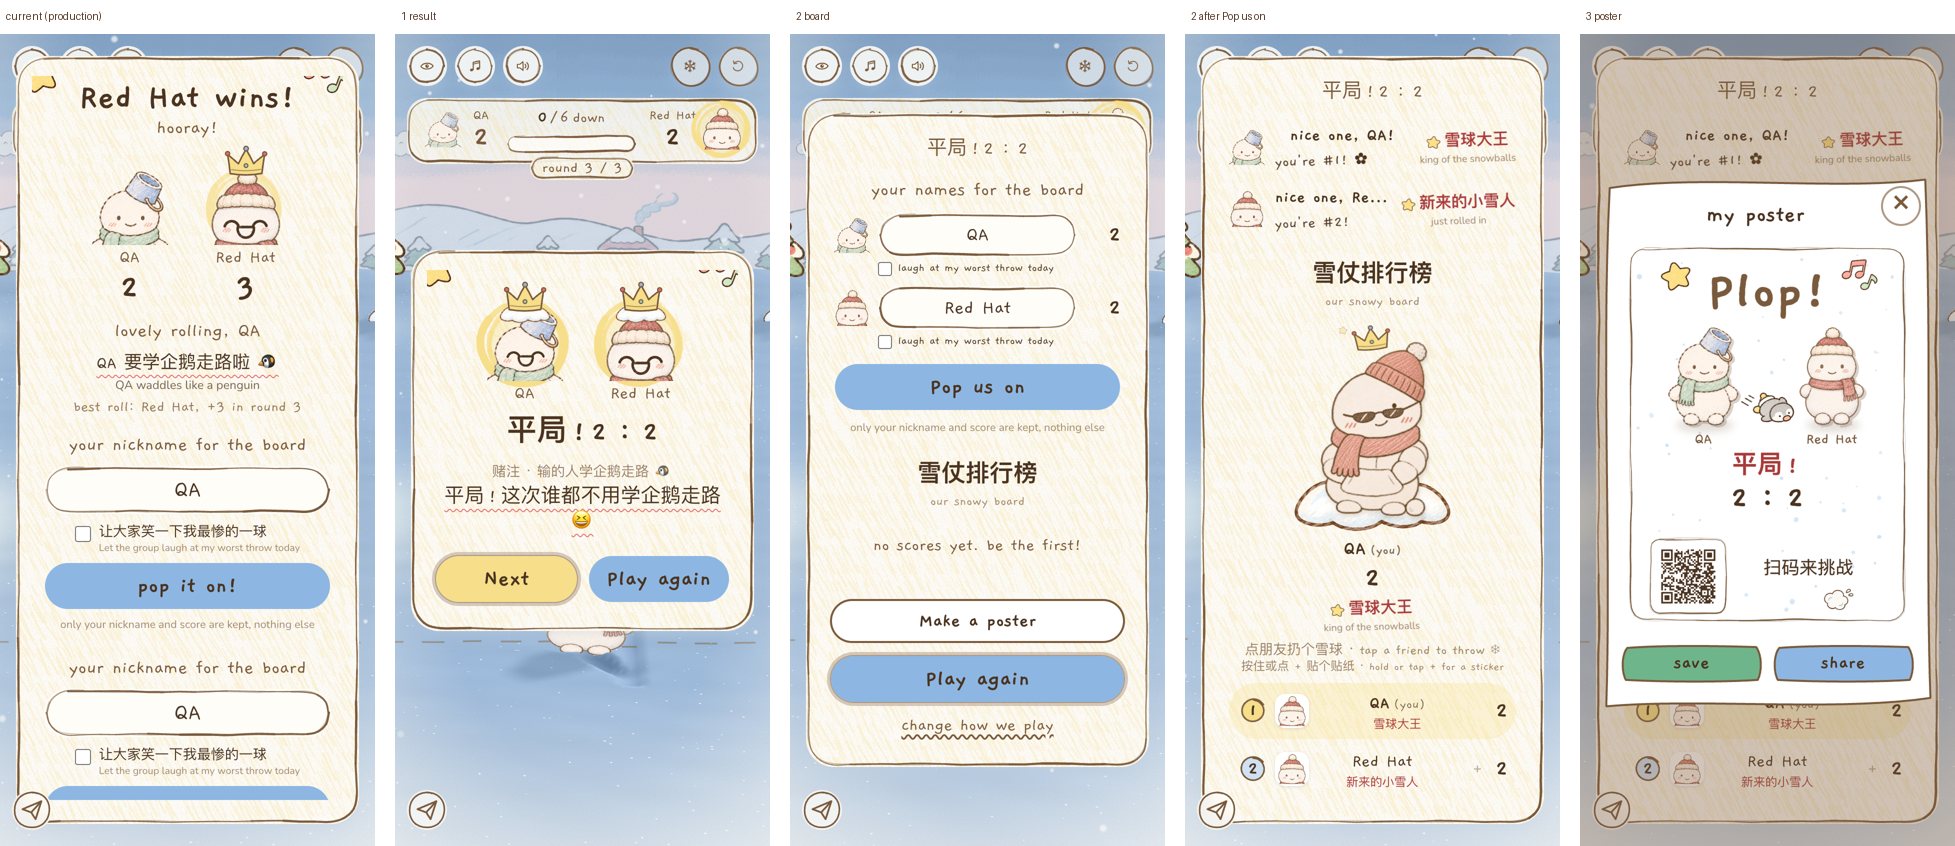 current (production)
Red Hat wins!
hooray!
QA
Red Hat
2
3
lovely rolling, QA
QA 要学企鹅走路啦 🐧
QA waddles like a penguin
best roll: Red Hat, +3 in round 3
your nickname for the board
QA
让大家笑一下我最惨的一球
Let the group laugh at my worst throw today
pop it on!
only your nickname and score are kept, nothing else
your nickname for the board
QA
让大家笑一下我最惨的一球
Let the group laugh at my worst throw today
1 result
QA
2
0/6 down
Red Hat
2
round 3 / 3
QA
Red Hat
平局！2 : 2
赌注 · 输的人学企鹅走路 🐧
平局！这次谁都不用学企鹅走路
😆
Next
Play again
2 board
平局！2 : 2
your names for the board
QA
2
laugh at my worst throw today
Red Hat
2
laugh at my worst throw today
Pop us on
only your nickname and score are kept, nothing else
雪仗排行榜
our snowy board
no scores yet. be the first!
Make a poster
Play again
change how we play
2 after Pop us on
平局！2 : 2
nice one, QA!
you're #1! ✿
雪球大王
king of the snowballs
nice one, Re...
you're #2!
新来的小雪人
just rolled in
雪仗排行榜
our snowy board
QA (you)
2
雪球大王
king of the snowballs
点朋友扔个雪球 · tap a friend to throw ❄
按住或点 + 贴个贴纸 · hold or tap + for a sticker
1
QA (you)
雪球大王
2
2
Red Hat
新来的小雪人
+ 2
3 poster
平局！2 : 2
nice one, QA!
you're #1! ✿
雪球大王
king of the snowballs
my poster
Plop!
QA
Red Hat
平局！
2 : 2
扫码来挑战
save
share
1
QA (you)
雪球大王
2
2
Red Hat
新来的小雪人
+ 2